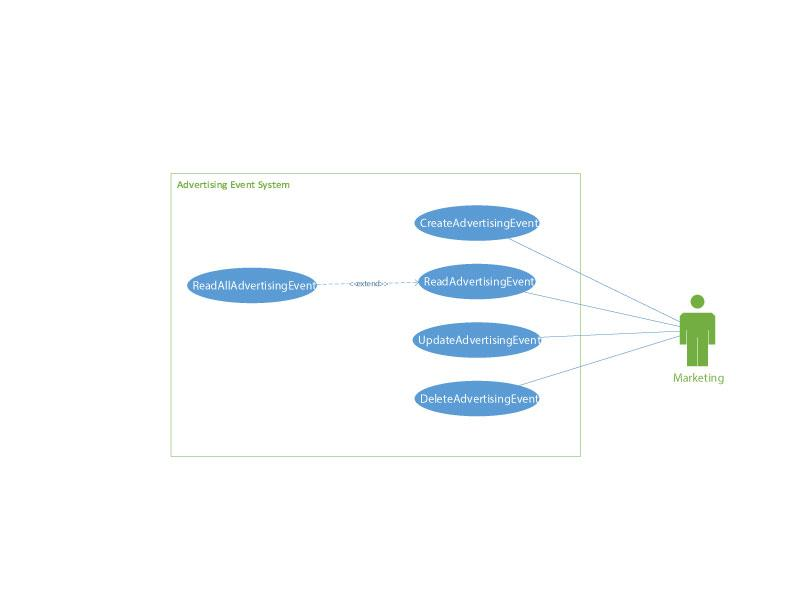 Advertising Event System
CreateAdvertisingEvent
ReadAllAdvertisingEvent
<<extend>>
ReadAdvertisingEvent
UpdateAdvertisingEvent
Marketing
DeleteAdvertisingEvent